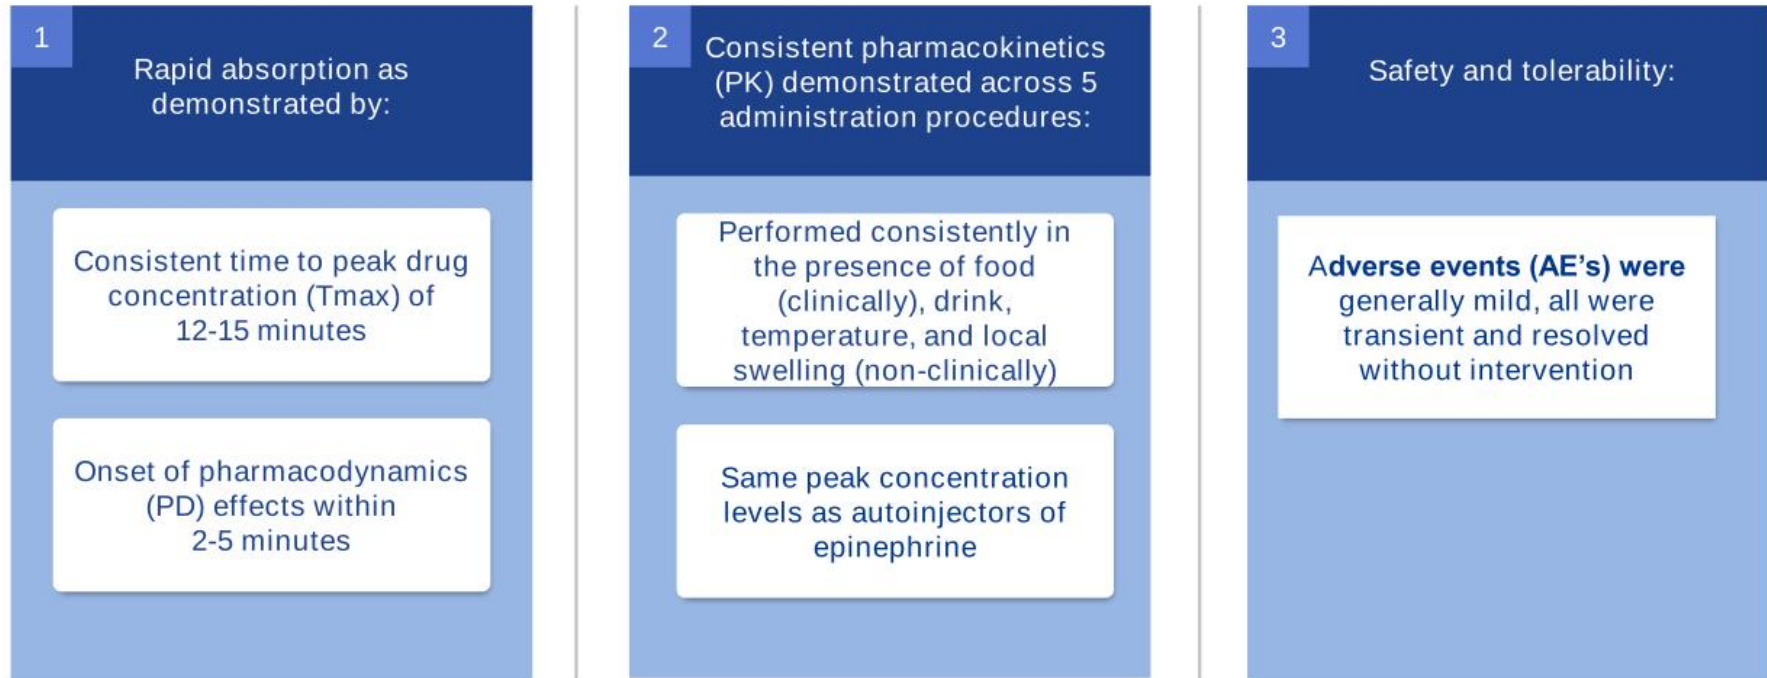 1
Rapid absorption as
demonstrated by:
Consistent time to peak drug
concentration (Tmax) of
12-15 minutes
Onset of pharmacodynamics
(PD) effects within
2-5 minutes
2
Consistent pharmacokinetics
(PK) demonstrated across 5
administration procedures:
Performed consistently in
the presence of food
(clinically), drink,
temperature, and local
swelling (non-clinically)
Same peak concentration
levels as autoinjectors of
epinephrine
3
Safety and tolerability:
Adverse events (AE’s) were
generally mild, all were
transient and resolved
without intervention